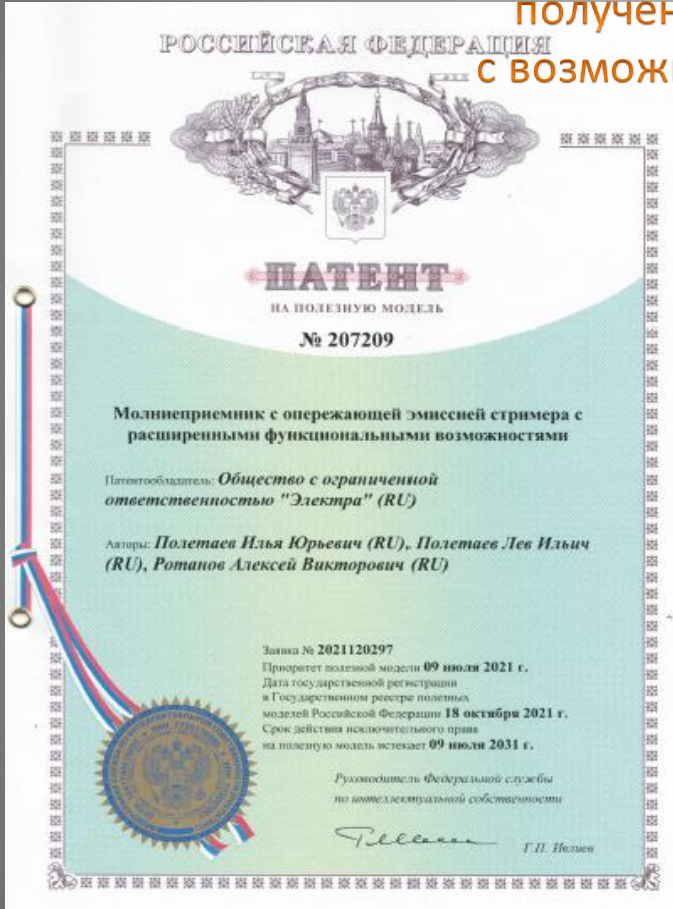 получен
с возможн
РОССИЙСКАЯ ФЕДЕРАЦИЯ
ПАТЕНТ
НА ПОЛЕЗНУЮ МОДЕЛЬ
№ 207209
Молниеприемник с опережающей эмиссией стримера с
расширенными функциональными возможностями
Патентообладатель: Общество с ограниченной
ответственностью "Электра" (RU)
Авторы: Полетаев Илья Юрьевич (RU), Полетаев Лев Ильич
(RU), Ротанов Алексей Викторович (RU)
Заявка № 2021120297
Приоритет полезной модели 09 июля 2021 г.
Дата государственной регистрации
в Государственном реестре полезных
моделей Российской Федерации 18 октября 2021 г.
Срок действия исключительного права
на полезную модель истекает 09 июля 2031 г.
Руководитель Федеральной службы
по интеллектуальной собственности
Г.П. Ивлиев